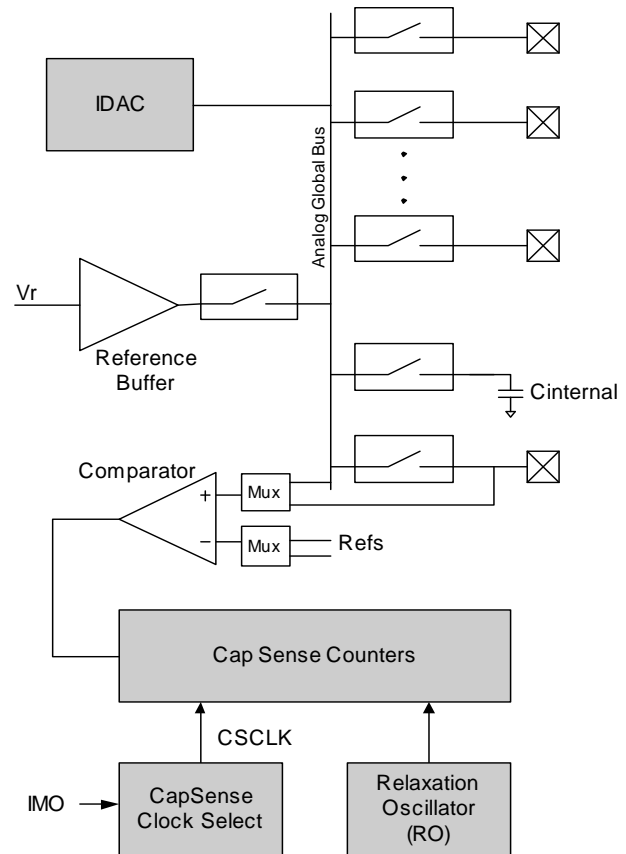 IDAC
Analog Global Bus
Vr
Reference
Buffer
Cinternal
Comparator
+
Mux
−
Mux
Refs
Cap Sense Counters
CSCLK
IMO
CapSense
Clock Select
Relaxation
Oscillator
(RO)